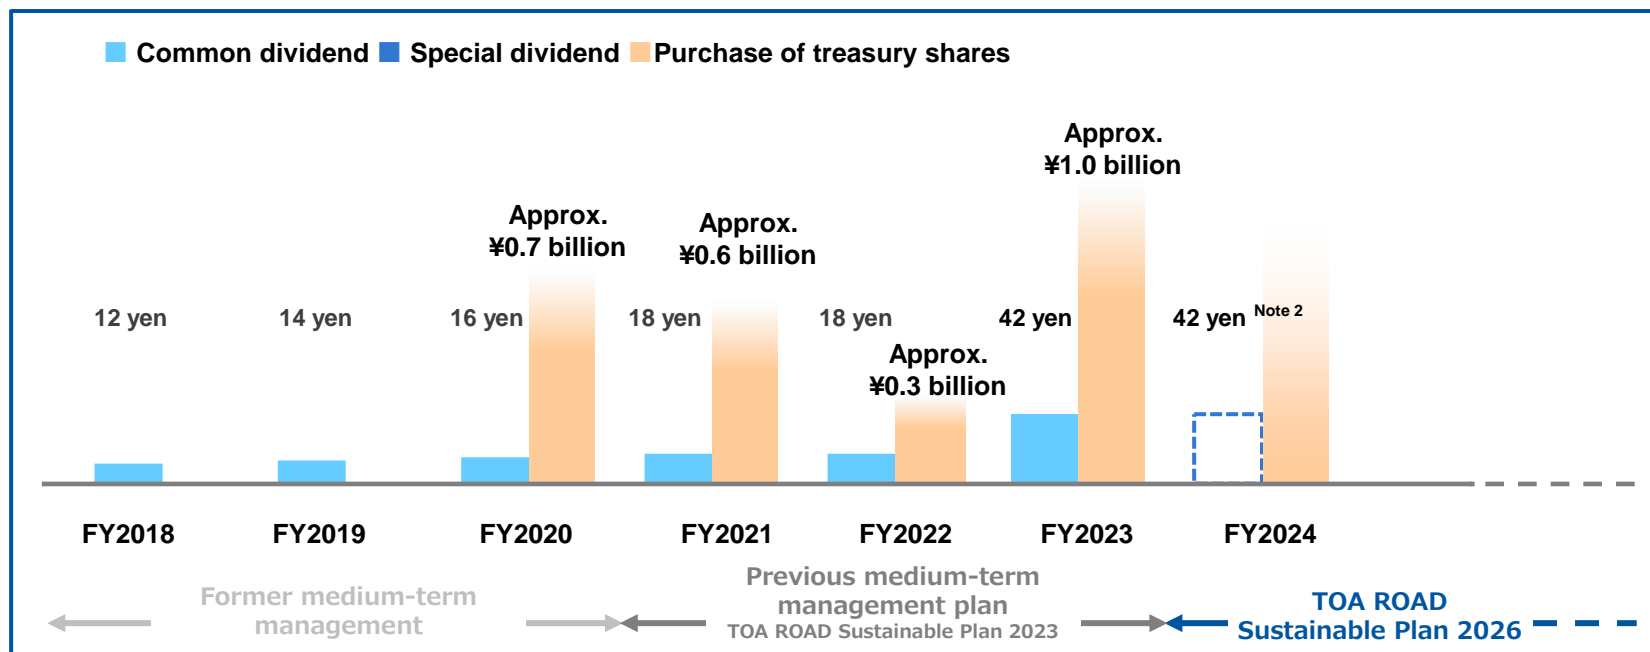 Common dividend Special dividend Purchase of treasury shares
Approx.
¥1.0 billion
Approx.
¥0.7 billion
Approx.
¥0.6 billion
12 yen 14 yen 16 yen 18 yen 18 yen 42 yen 42 yen Note 2
Approx.
¥0.3 billion
FY2018 FY2019 FY2020 FY2021 FY2022 FY2023 FY2024
Former medium-term
management
Previous medium-term
management plan
TOA ROAD Sustainable Plan 2023
TOA ROAD
Sustainable Plan 2026